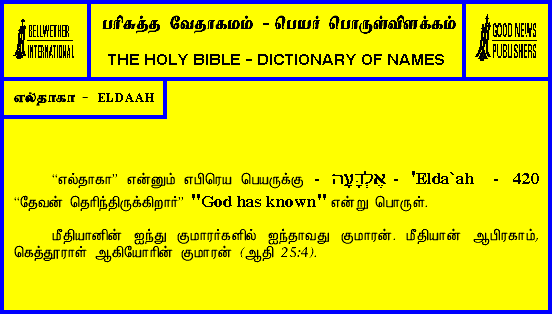 BELLWETHER
INTERNATIONAL
பரிசுத்த வேதாகமம் - பெயர் பொருள்விளக்கம்
THE HOLY BIBLE - DICTIONARY OF NAMES
GOOD NEWS
PUBLISHERS
எல்தாகா - ELDAAH
“எல்தாகா” என்னும் எபிரெய பெயருக்கு - אֶלְדָּעָה - 'Elda`ah - 420
“தேவன் தெரிந்திருக்கிறார்” "God has known" என்று பொருள்.
மீதியானின் ஐந்து குமாரர்களில் ஐந்தாவது குமாரன். மீதியான் ஆபிரகாம்,
கெத்தூராள் ஆகியோரின் குமாரன் (ஆதி 25:4).